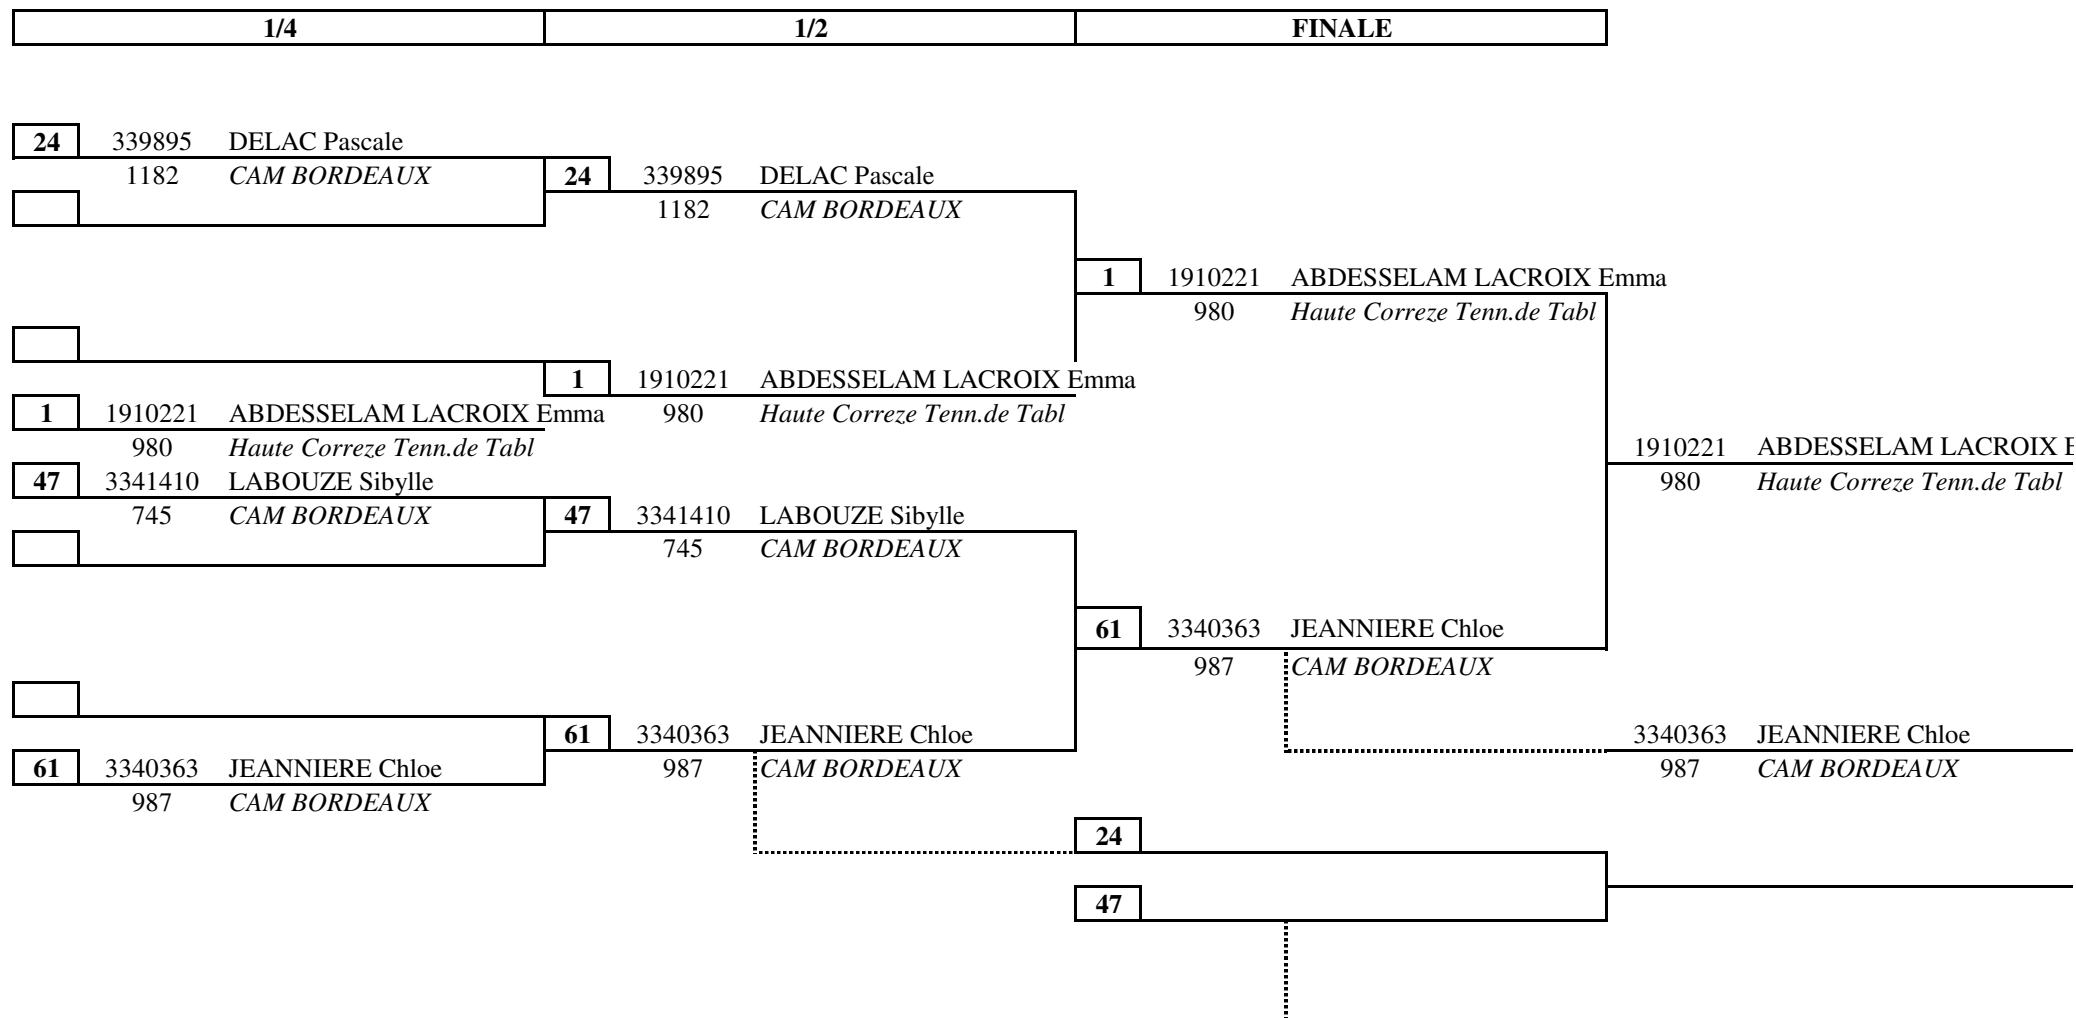 1/4 1/2 FINALE
24 339895 DELAC Pascale
1182 CAM BORDEAUX 24 339895 DELAC Pascale
1182 CAM BORDEAUX
1 1910221 ABDESSELAM LACROIX Emma
980 Haute Correze Tenn.de Tabl
1 1910221 ABDESSELAM LACROIX Emma
1 1910221 ABDESSELAM LACROIX Emma 980 Haute Correze Tenn.de Tabl
980 Haute Correze Tenn.de Tabl 1910221 ABDESSELAM LACROIX E
47 3341410 LABOUZE Sibylle 980 Haute Correze Tenn.de Tabl
745 CAM BORDEAUX 47 3341410 LABOUZE Sibylle
745 CAM BORDEAUX
61 3340363 JEANNIERE Chloe
987 CAM BORDEAUX
61 3340363 JEANNIERE Chloe 3340363 JEANNIERE Chloe
61 3340363 JEANNIERE Chloe 987 CAM BORDEAUX 987 CAM BORDEAUX
987 CAM BORDEAUX
24
47